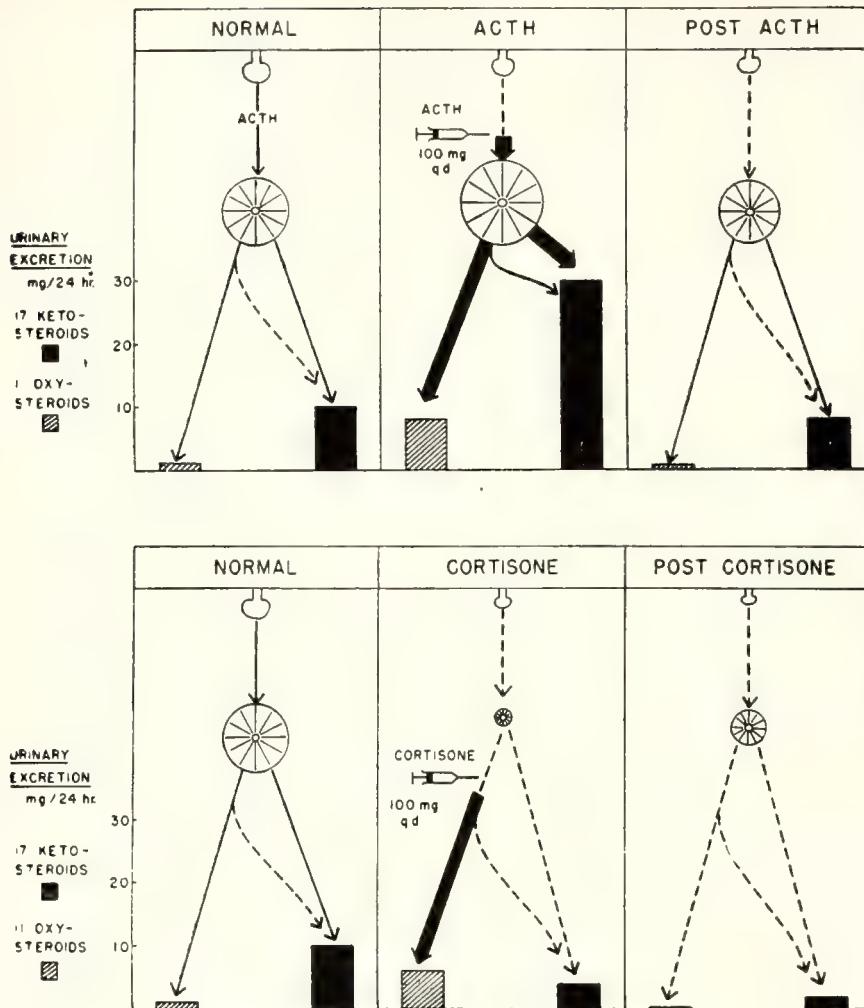 NORMAL
ACTH
POST ACTH
ACTH
ACTH
100 mg
qd
URINARY
EXCRETION
mg/24 hr.
30
17 KETO-
STEROIDS
20
11 OXY-
STEROIDS
10
NORMAL
CORTISONE
POST CORTISONE
CORTISONE
100 mg
qd
URINARY
EXCRETION
mg/24 hr.
30
17 KETO-
STEROIDS
20
11 OXY-
STEROIDS
10